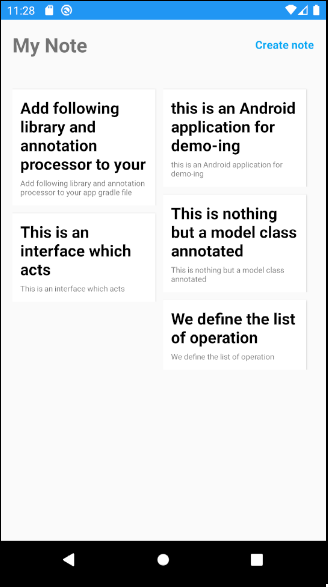 11:28
My Note
Create note
Add following
library and
annotation
processor to your
Add following library and annotation
processor to your app gradle file
This is an
interface which
acts
This is an interface which acts
this is an Android
application for
demo-ing
this is an Android application for
demo-ing
This is nothing
but a model class
annotated
This is nothing but a model class
annotated
We define the list
of operation
We define the list of operation